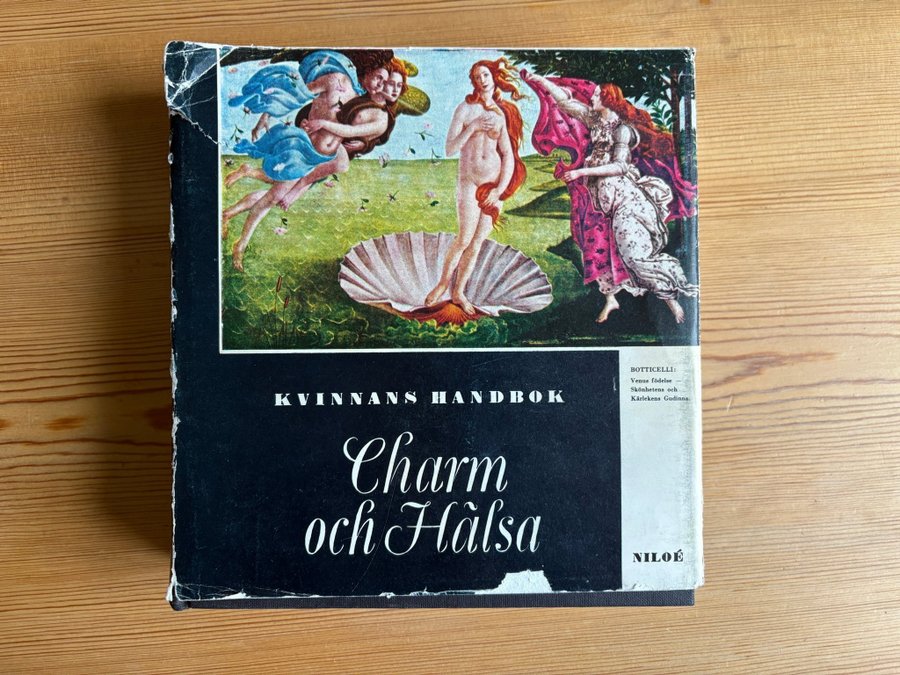 BOTTICELLI:
Venus födelse —
Skönhetens och
Kärlekens Gudinna.
KVINNANS HANDBOK
Charm
och Hälsa
NILOÉ